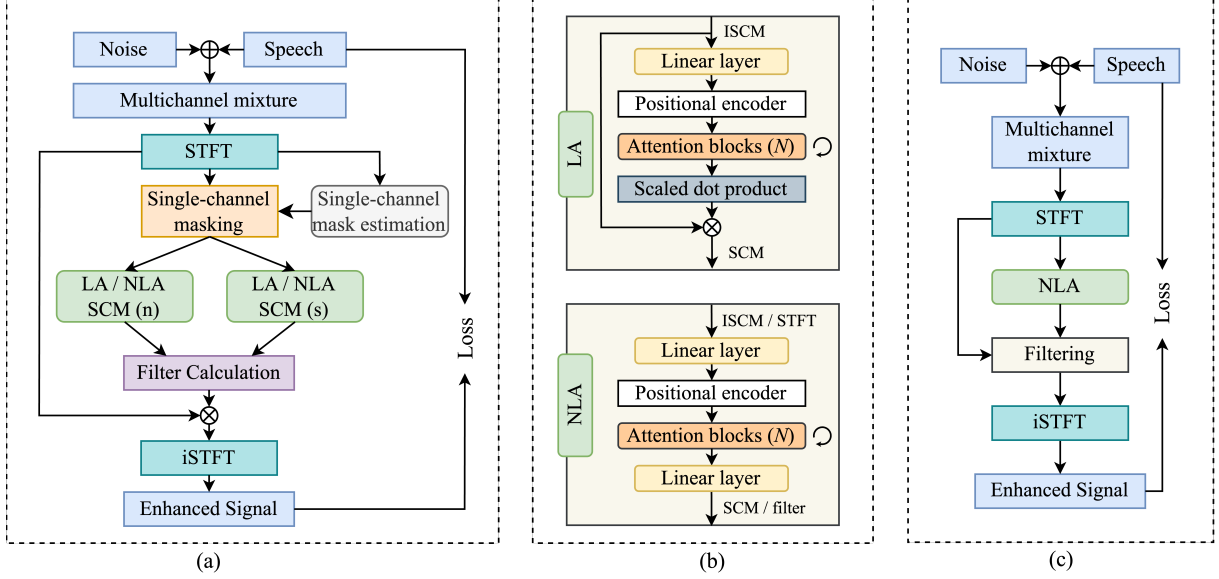 Noise
Speech
Multichannel mixture
STFT
Single-channel
masking
Single-channel
mask estimation
LA / NLA
SCM (n)
LA / NLA
SCM (s)
Filter Calculation
iSTFT
Enhanced Signal
Loss
(a)
ISCM
Linear layer
Positional encoder
Attention blocks (N)
Scaled dot product
SCM
LA
ISCM / STFT
Linear layer
Positional encoder
Attention blocks (N)
Linear layer
SCM / filter
NLA
(b)
Noise
Speech
Multichannel
mixture
STFT
NLA
Filtering
iSTFT
Enhanced Signal
Loss
(c)